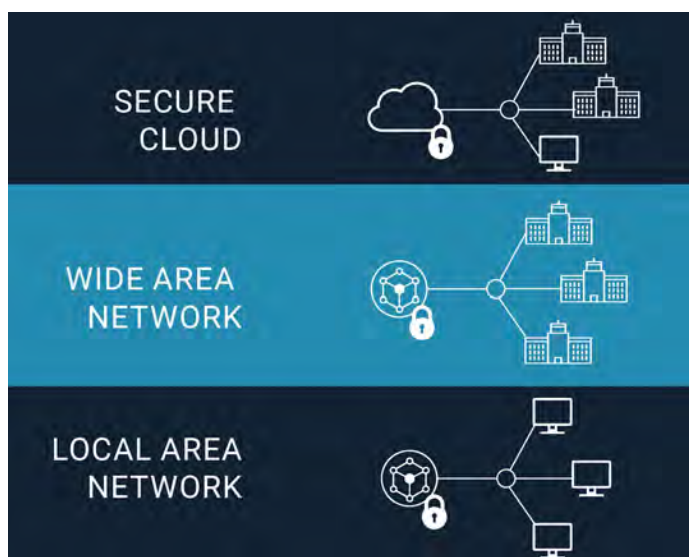 SECURE
CLOUD
WIDE AREA
NETWORK
LOCAL AREA
NETWORK